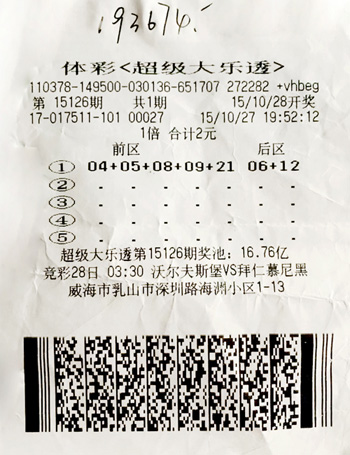 193674.
体彩<超级大乐透>
110378-149500-030136-651707 272282 +vhbeg
第 15126期 共1期 15/10/28开奖
17-017511-101 00027 15/10/27 19:52:12
1倍 合计2元
前区 后区
① 04+05+08+09+21 06+12
② - - - - - - -
③ - - - - - - -
④ - - - - - - -
⑤ - - - - - - -
超级大乐透第15126期奖池: 16.76亿
竞彩28日 03:30 沃尔夫斯堡VS拜仁慕尼黑
威海市乳山市深圳路海洲小区1-13